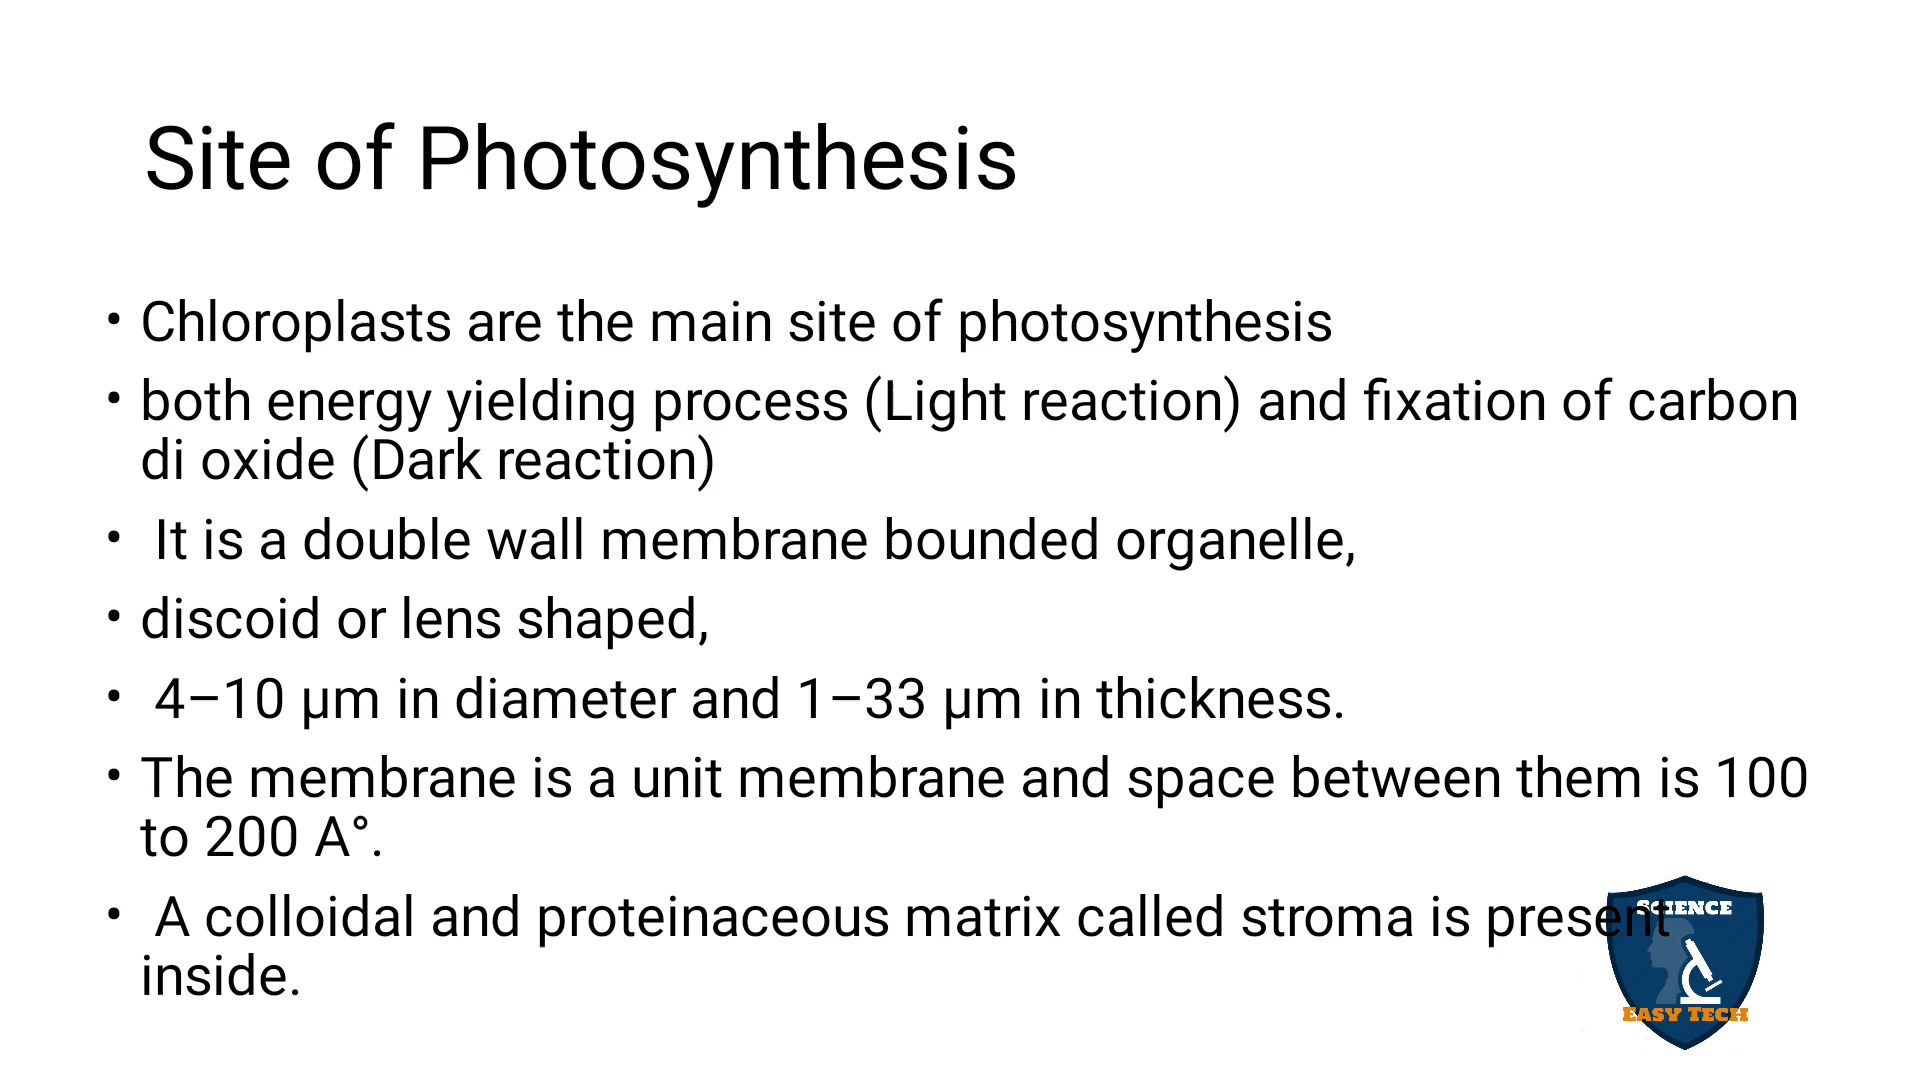 Site of Photosynthesis
• Chloroplasts are the main site of photosynthesis
• both energy yielding process (Light reaction) and fixation of carbon
di oxide (Dark reaction)
• It is a double wall membrane bounded organelle,
• discoid or lens shaped,
• 4–10 µm in diameter and 1–33 µm in thickness.
• The membrane is a unit membrane and space between them is 100
to 200 A°.
• A colloidal and proteinaceous matrix called stroma is present
inside.
SCIENCE
EASY TECH